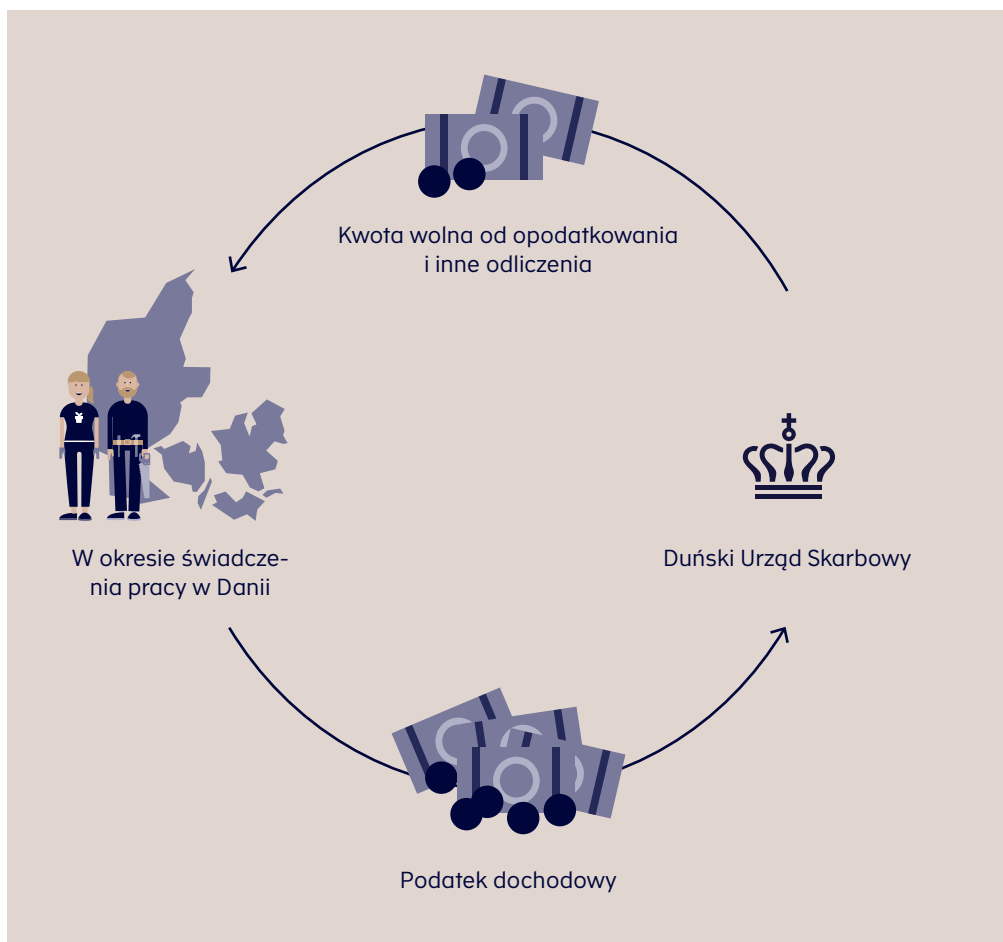 Kwota wolna od opodatkowania
i inne odliczenia
W okresie świadcze-
nia pracy w Danii
Duński Urząd Skarbowy
Podatek dochodowy